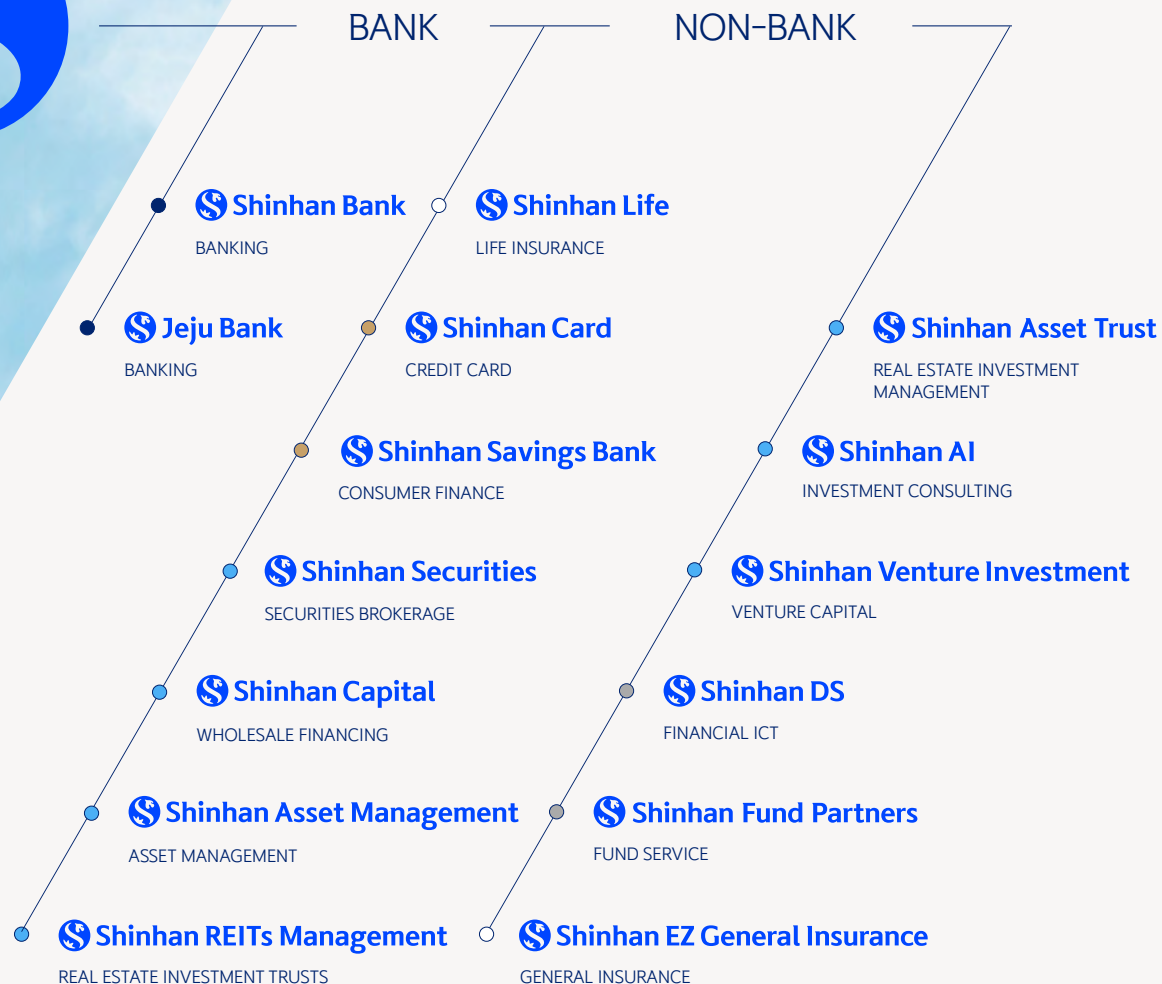 BANK
NON-BANK
Shinhan Bank
BANKING
Jeju Bank
BANKING
Shinhan Life
LIFE INSURANCE
Shinhan Card
CREDIT CARD
Shinhan Savings Bank
CONSUMER FINANCE
Shinhan Securities
SECURITIES BROKERAGE
Shinhan Capital
WHOLESALE FINANCING
Shinhan Asset Management
ASSET MANAGEMENT
Shinhan REITs Management
REAL ESTATE INVESTMENT TRUSTS
Shinhan Asset Trust
REAL ESTATE INVESTMENT
MANAGEMENT
Shinhan AI
INVESTMENT CONSULTING
Shinhan Venture Investment
VENTURE CAPITAL
Shinhan DS
FINANCIAL ICT
Shinhan Fund Partners
FUND SERVICE
Shinhan EZ General Insurance
GENERAL INSURANCE